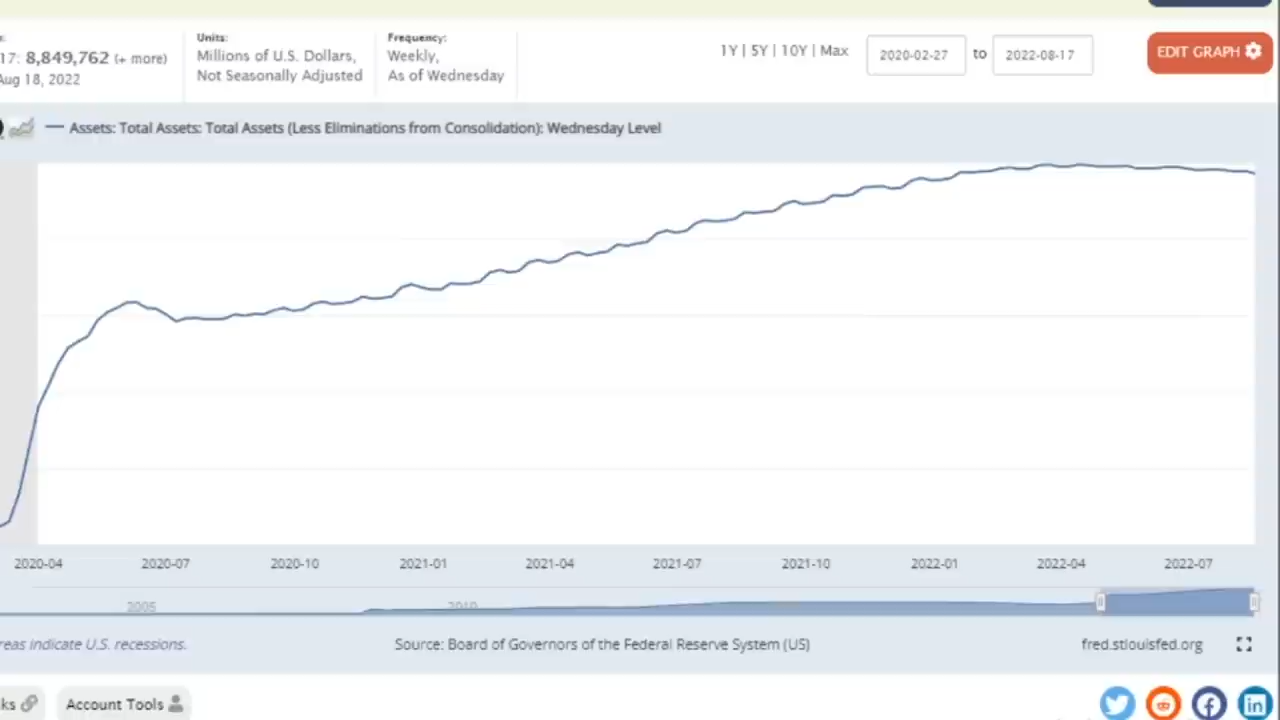 17: 8,849,762 (+ more)
Aug 18, 2022
Units:
Millions of U.S. Dollars,
Not Seasonally Adjusted
Frequency:
Weekly,
As of Wednesday
1Y | 5Y | 10Y | Max
2020-02-27 to 2022-08-17
EDIT GRAPH
Assets: Total Assets: Total Assets (Less Eliminations from Consolidation): Wednesday Level
2020-04 2020-07 2020-10 2021-01 2021-04 2021-07 2021-10 2022-01 2022-04 2022-07
2005 2010
reas indicate U.S. recessions.
Source: Board of Governors of the Federal Reserve System (US)
fred.stlouisfed.org
ks
Account Tools